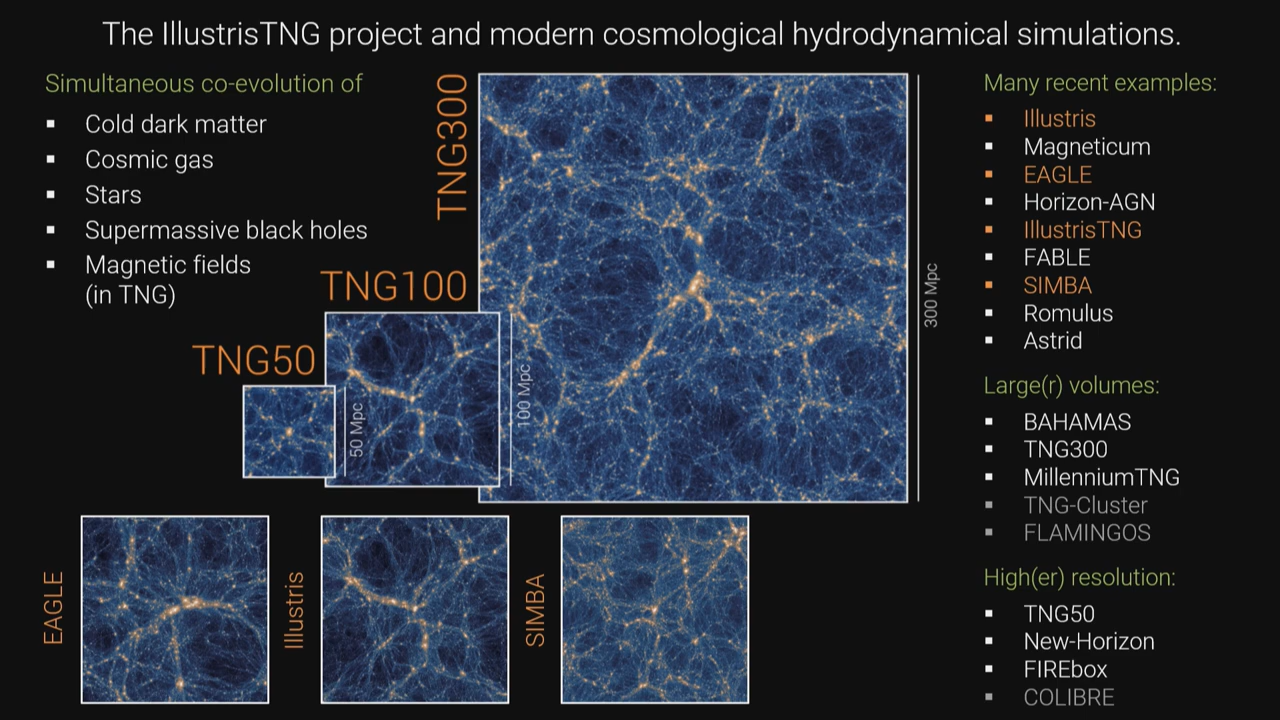 The IllustrisTNG project and modern cosmological hydrodynamical simulations.
Simultaneous co-evolution of
Cold dark matter
Cosmic gas
Stars
Supermassive black holes
Magnetic fields
(in TNG)
TNG300
300 Mpc
TNG100
100 Mpc
TNG50
50 Mpc
EAGLE
Illustris
SIMBA
Many recent examples:
Illustris
Magneticum
EAGLE
Horizon-AGN
IllustrisTNG
FABLE
SIMBA
Romulus
Astrid
Large(r) volumes:
BAHAMAS
TNG300
MillenniumTNG
TNG-Cluster
FLAMINGOS
High(er) resolution:
TNG50
New-Horizon
FIREbox
COLIBRE